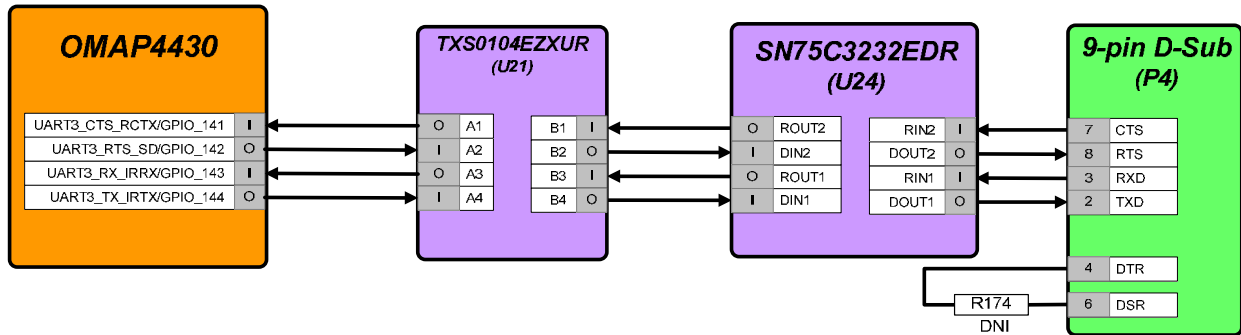 OMAP4430
UART3_CTS_RCTX/GPIO_141 I
UART3_RTS_SD/GPIO_142 O
UART3_RX_IRRX/GPIO_143 I
UART3_TX_IRTX/GPIO_144 O
TXS0104EZXUR
(U21)
O A1
I A2
O A3
I A4
B1 I
B2 O
B3 I
B4 O
SN75C3232EDR
(U24)
O ROUT2
I DIN2
O ROUT1
I DIN1
RIN2 I
DOUT2 O
RIN1 I
DOUT1 O
9-pin D-Sub
(P4)
7 CTS
8 RTS
3 RXD
2 TXD
4 DTR
6 DSR
R174
DNI